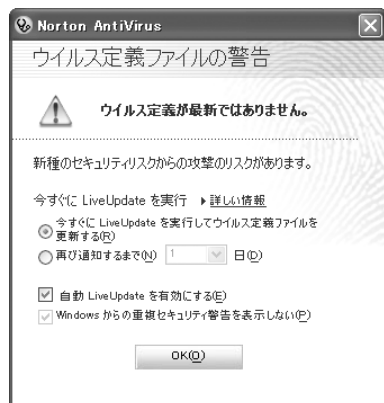 Norton AntiVirus
ウイルス定義ファイルの警告
ウイルス定義が最新ではありません。
新種のセキュリティリスクからの攻撃のリスクがあります。
今すぐに LiveUpdate を実行 詳しい情報
今すぐに LiveUpdate を実行してウイルス定義ファイルを
更新する(R)
再び通知するまで(N) 1 日(D)
自動 LiveUpdate を有効にする(E)
Windows からの重複セキュリティ警告を表示しない(P)
OK(O)